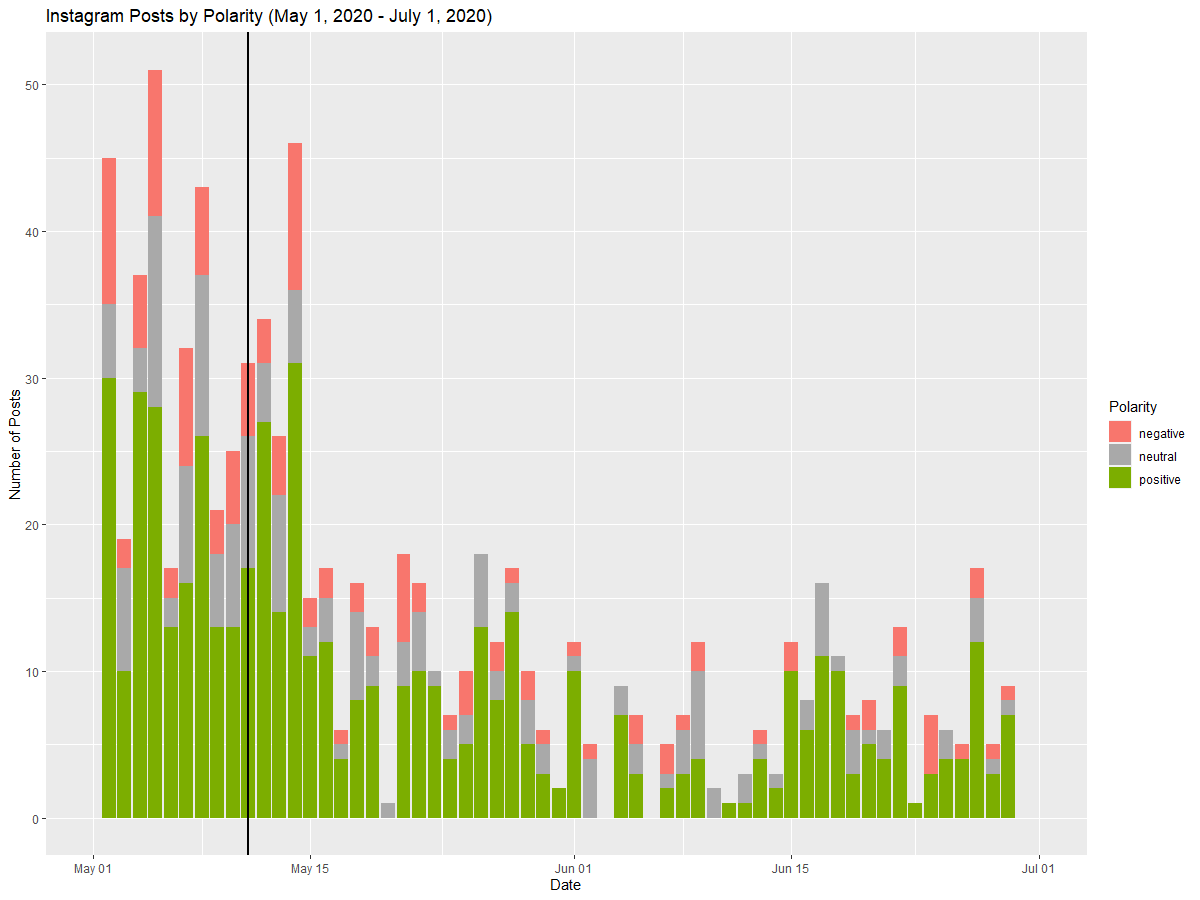 Instagram Posts by Polarity (May 1, 2020 - July 1, 2020)
50
40
30
20
10
0
Number of Posts
May 01
May 15
Jun 01
Jun 15
Jul 01
Date
Polarity
negative
neutral
positive